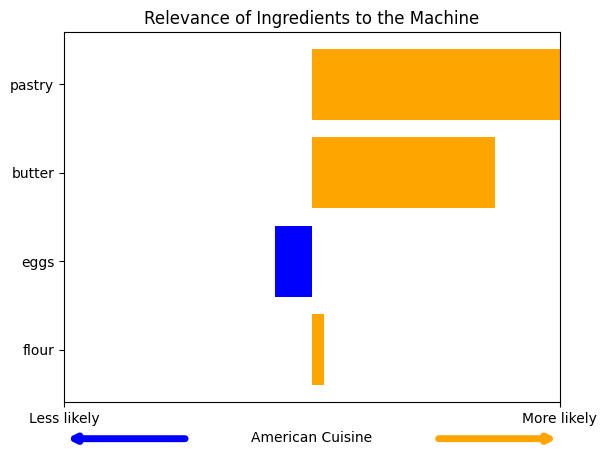 Relevance of Ingredients to the Machine
pastry
butter
eggs
flour
Less likely More likely
American Cuisine